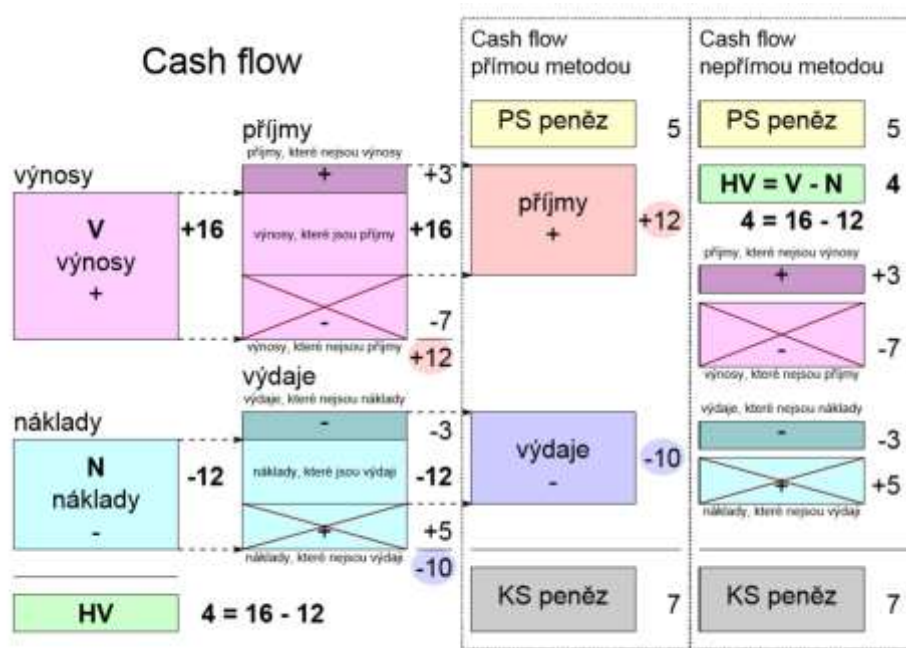 Cash flow
výnosy
V
výnosy
+
+16
náklady
N
náklady
-
-12
HV
4 = 16 - 12
příjmy
příjmy, které nejsou výnosy
+
+3
výnosy, které jsou příjmy
+16
-
-7
výnosy, které nejsou příjmy
+12
výdaje
výdaje, které nejsou náklady
-
-3
náklady, které jsou výdaji
-12
+
+5
náklady, které nejsou výdaji
-10
Cash flow
přímou metodou
PS peněz
5
příjmy
+
+12
výdaje
-
-10
KS peněz
7
Cash flow
nepřímou metodou
PS peněz
5
HV = V - N
4
4 = 16 - 12
příjmy, které nejsou výnosy
+
+3
-
-7
výnosy, které nejsou příjmy
výdaje, které nejsou náklady
-
-3
+
+5
náklady, které nejsou výdaji
KS peněz
7